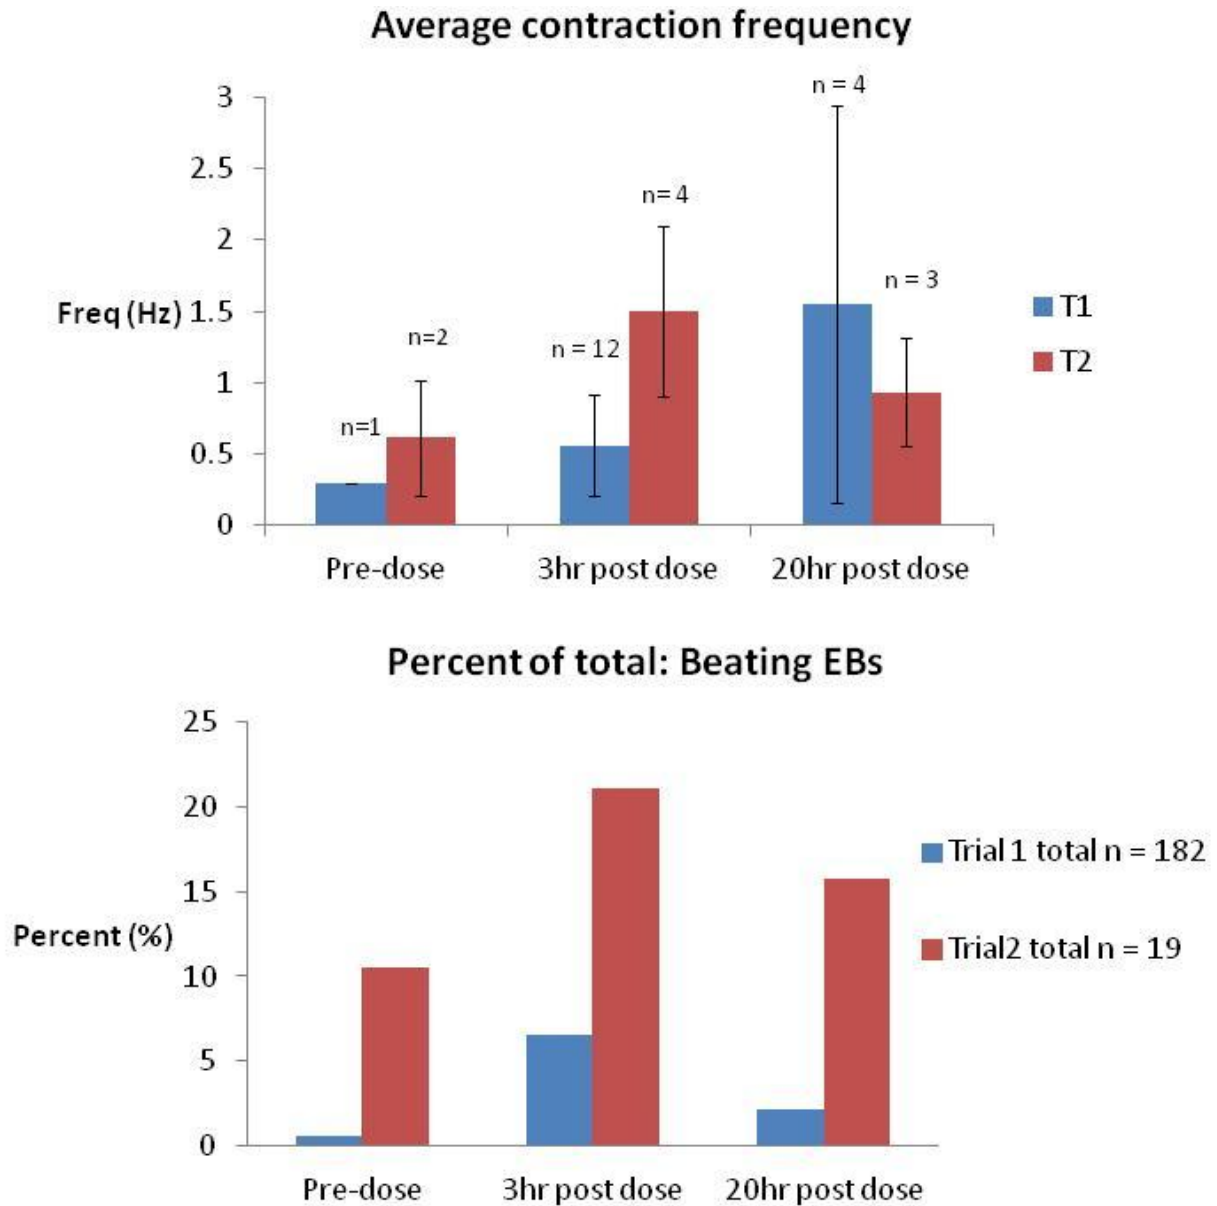 Average contraction frequency
3
2.5
2
Freq (Hz) 1.5
1
0.5
0
n=1
n=2
n = 12
n= 4
n = 4
n = 3
T1
T2
Pre-dose
3hr post dose
20hr post dose
Percent of total: Beating EBs
25
20
15
Percent (%)
10
5
0
Trial 1 total n = 182
Trial2 total n = 19
Pre-dose
3hr post dose
20hr post dose